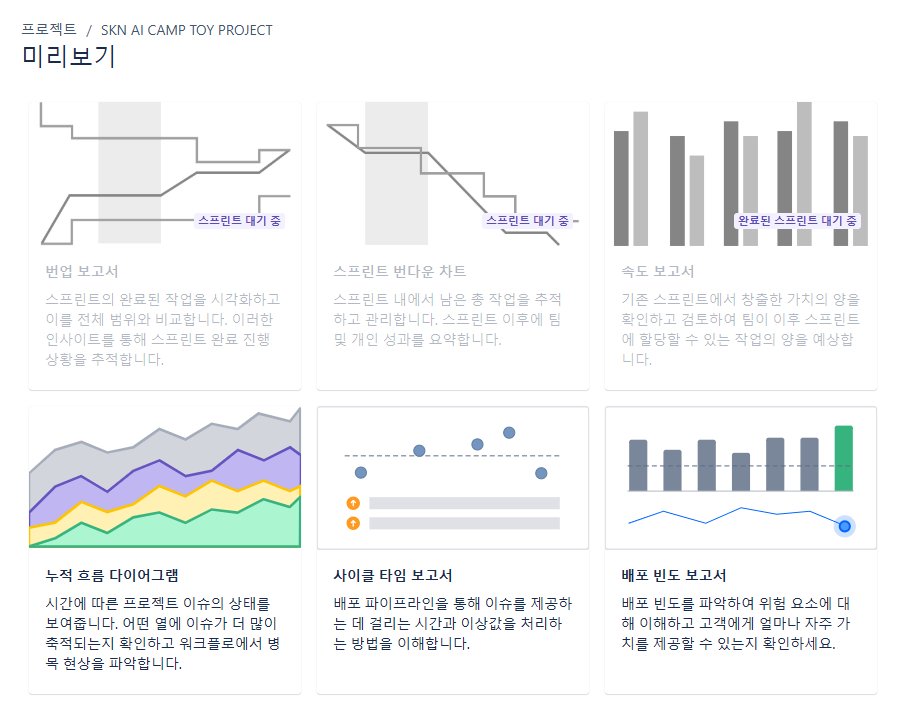 프로젝트 / SKN AI CAMP TOY PROJECT
미리보기
스프린트 대기 중
번업 보고서
스프린트의 완료된 작업을 시각화하고
이를 전체 범위와 비교합니다. 이러한
인사이트를 통해 스프린트 완료 진행
상황을 추적합니다.
스프린트 대기 중
스프린트 번다운 차트
스프린트 내에서 남은 총 작업을 추적
하고 관리합니다. 스프린트 이후에 팀
및 개인 성과를 요약합니다.
완료된 스프린트 대기 중
속도 보고서
기존 스프린트에서 창출한 가치의 양을
확인하고 검토하여 팀이 이후 스프린트
에 할당할 수 있는 작업의 양을 예상합
니다.
누적 흐름 다이어그램
시간에 따른 프로젝트 이슈의 상태를
보여줍니다. 어떤 열에 이슈가 더 많이
축적되는지 확인하고 워크플로에서 병
목 현상을 파악합니다.
사이클 타임 보고서
배포 파이프라인을 통해 이슈를 제공하
는 데 걸리는 시간과 이상값을 처리하
는 방법을 이해합니다.
배포 빈도 보고서
배포 빈도를 파악하여 위험 요소에 대
해 이해하고 고객에게 얼마나 자주 가
치를 제공할 수 있는지 확인하세요.